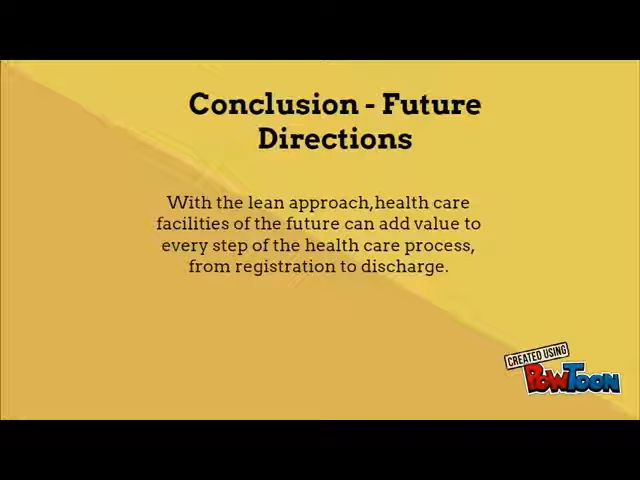 Conclusion - Future
Directions
With the lean approach,health care
facilities of the future can add value to
every step of the health care process,
from registration to discharge.
CREATED USING
POWTOON